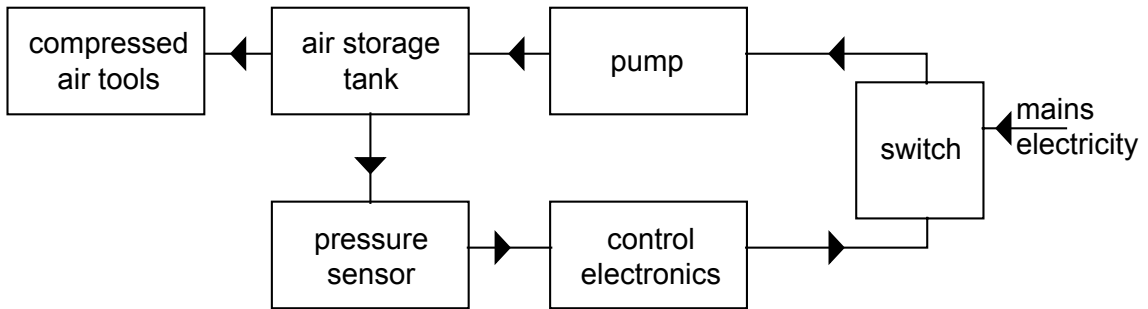 compressed
air tools
air storage
tank
pump
switch
mains
electricity
pressure
sensor
control
electronics